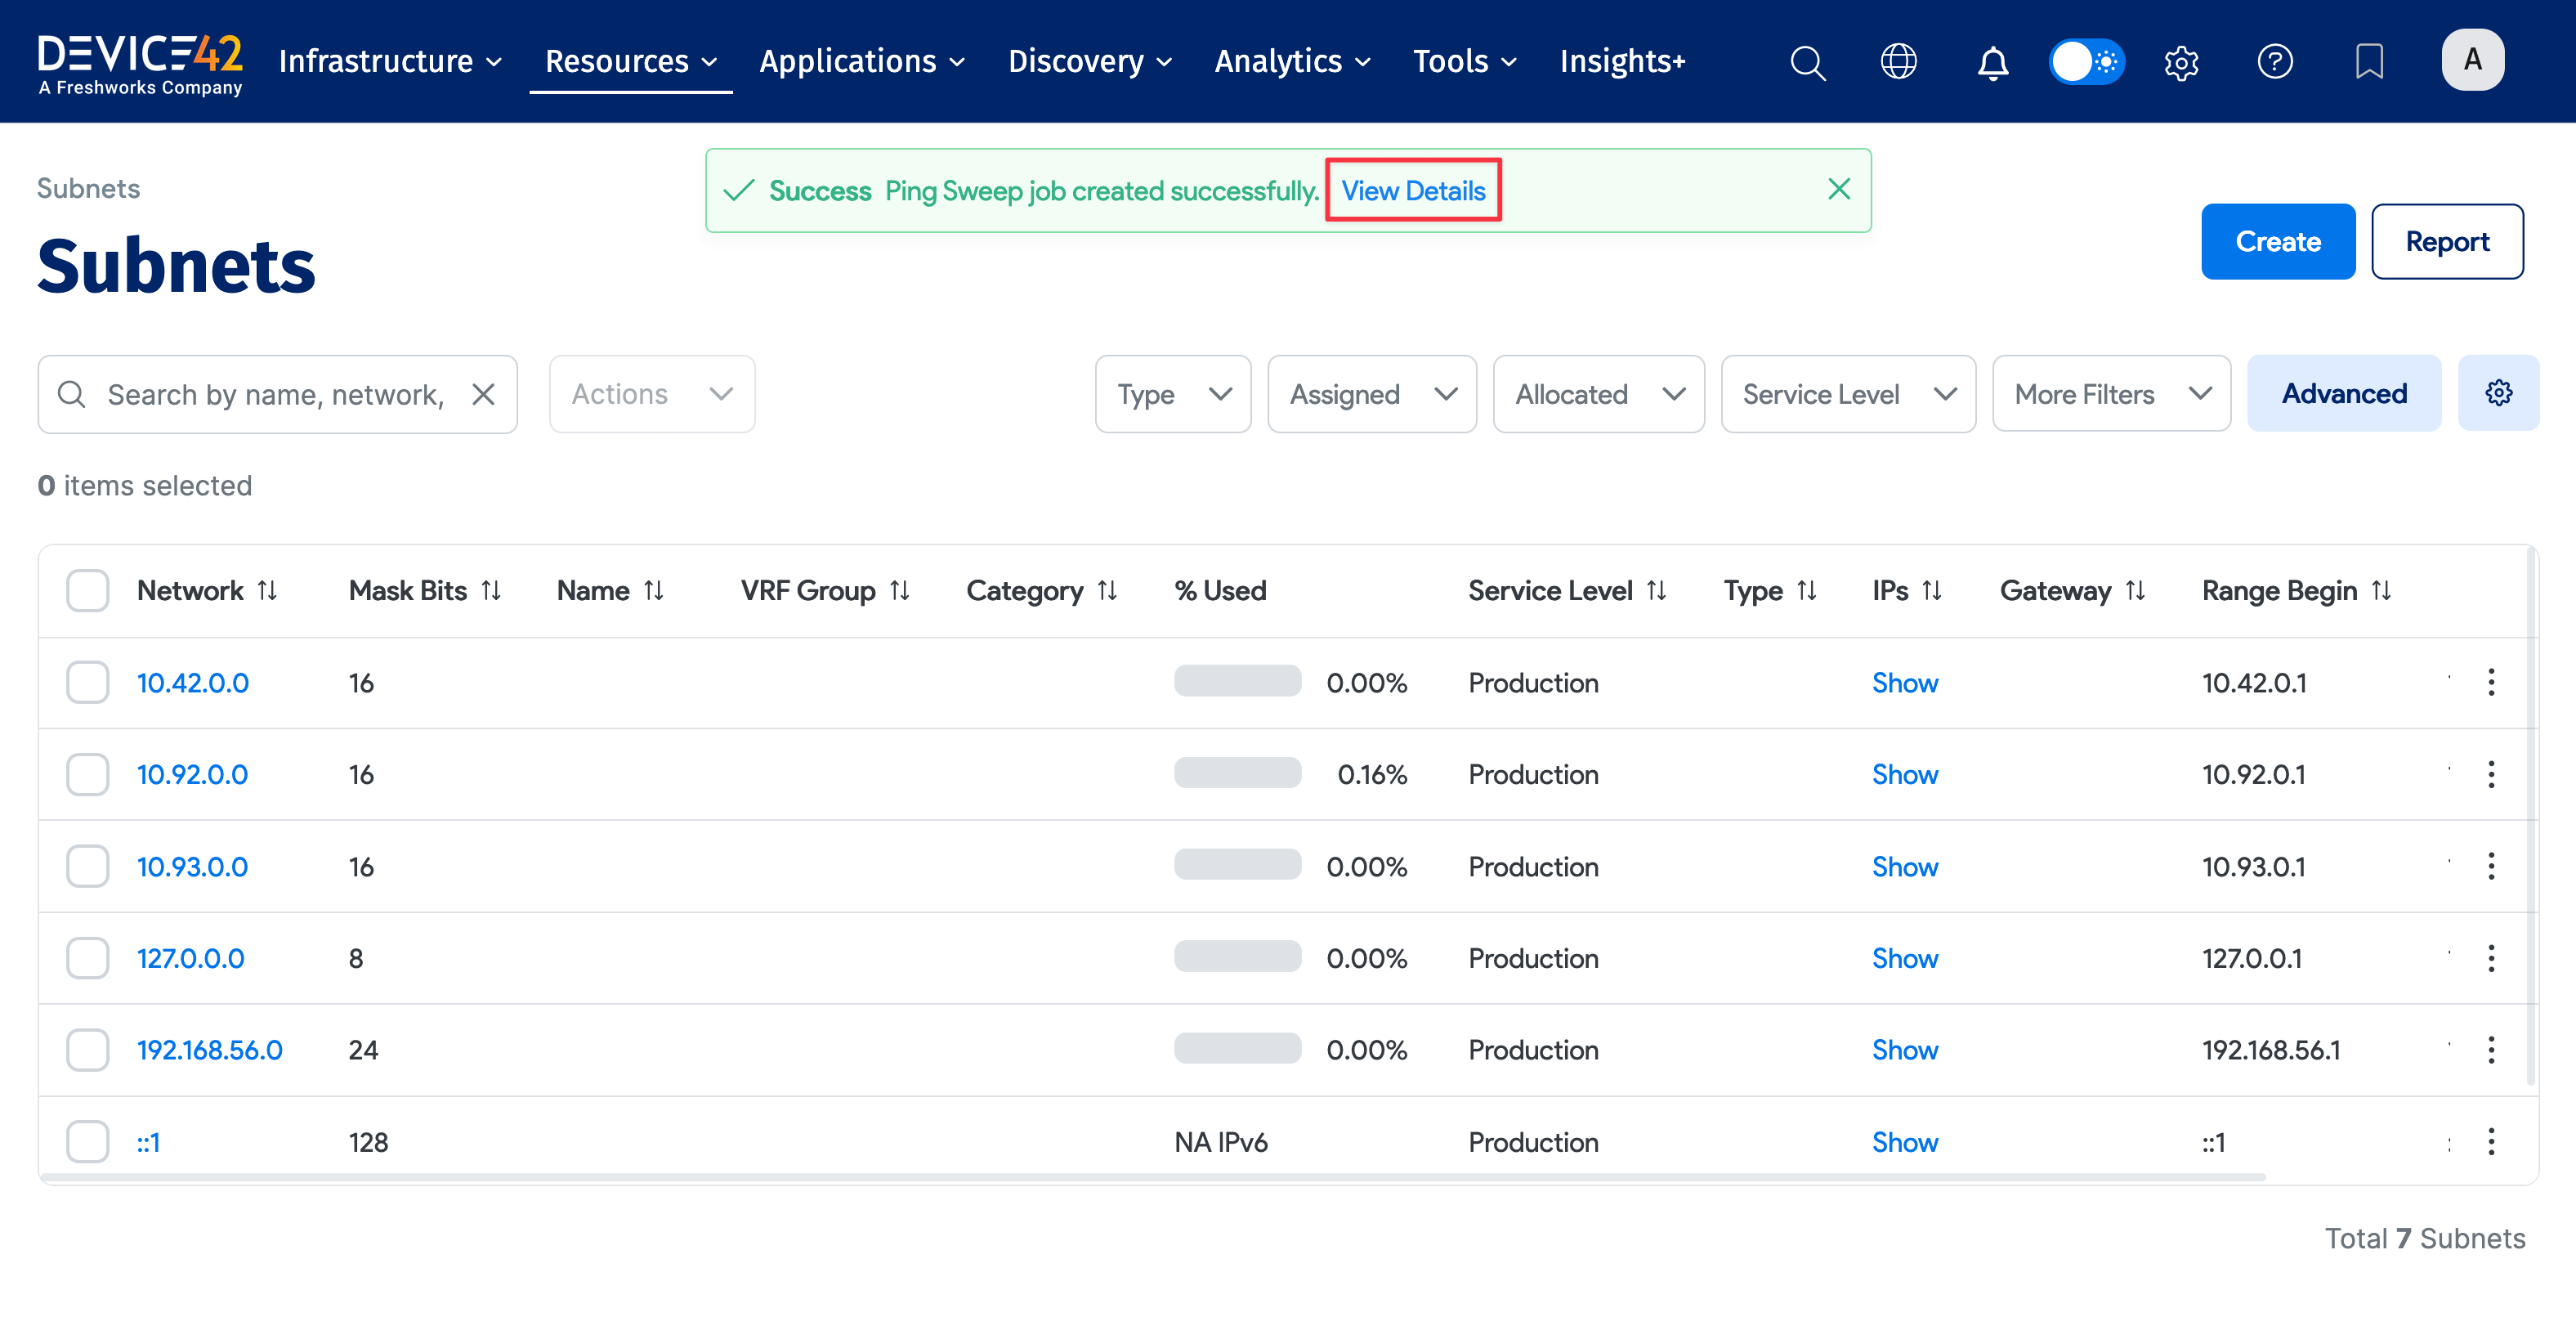 DEVICE42
A Freshworks Company
Infrastructure Resources Applications Discovery Analytics Tools Insights+
A
Subnets
Success Ping Sweep job created successfully. View Details
Subnets
Create Report
Search by name, network, Actions Type Assigned Allocated Service Level More Filters Advanced
0 items selected
Network Mask Bits Name VRF Group Category % Used Service Level Type IPs Gateway Range Begin
10.42.0.0 16 0.00% Production Show 10.42.0.1
10.92.0.0 16 0.16% Production Show 10.92.0.1
10.93.0.0 16 0.00% Production Show 10.93.0.1
127.0.0.0 8 0.00% Production Show 127.0.0.1
192.168.56.0 24 0.00% Production Show 192.168.56.1
::1 128 NA IPv6 Production Show ::1
Total 7 Subnets